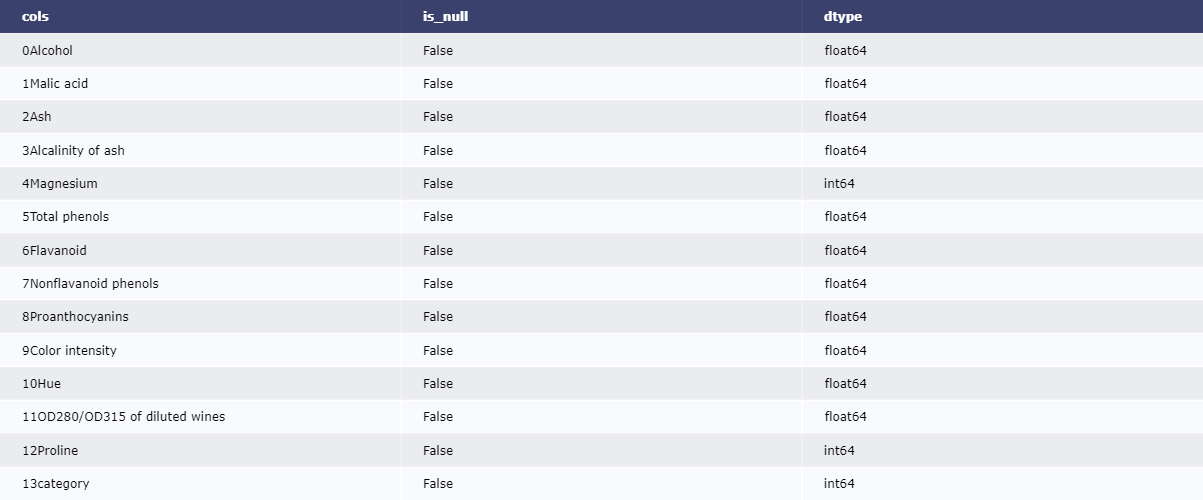 cols is_null dtype
0Alcohol False float64
1Malic acid False float64
2Ash False float64
3Alcalinity of ash False float64
4Magnesium False int64
5Total phenols False float64
6Flavanoid False float64
7Nonflavanoid phenols False float64
8Proanthocyanins False float64
9Color intensity False float64
10Hue False float64
11OD280/OD315 of diluted wines False float64
12Proline False int64
13category False int64